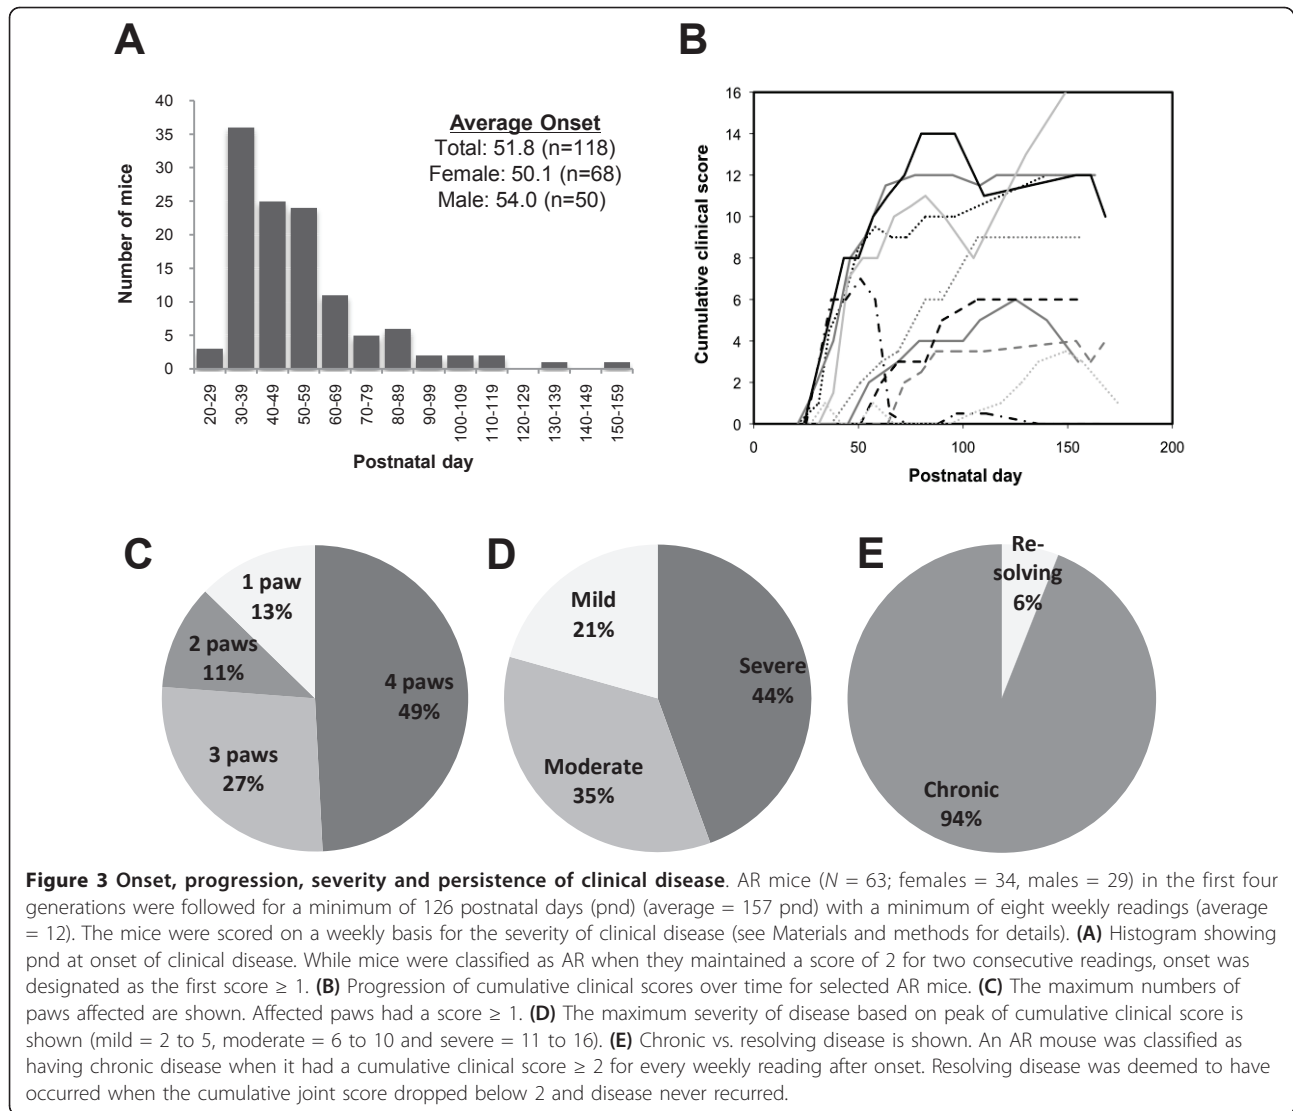 A
40
35
30
25
20
15
10
5
0
Number of mice
Average Onset
Total: 51.8 (n=118)
Female: 50.1 (n=68)
Male: 54.0 (n=50)
20-29
30-39
40-49
50-59
60-69
70-79
80-89
90-99
100-109
110-119
120-129
130-139
140-149
150-159
Postnatal day
B
16
14
12
10
8
6
4
2
0
Cumulative clinical score
0
50
100
150
200
Postnatal day
C
1 paw
13%
2 paws
11%
4 paws
49%
3 paws
27%
D
Mild
21%
Severe
44%
Moderate
35%
E
Re-
solving
6%
Chronic
94%
Figure 3 Onset, progression, severity and persistence of clinical disease. AR mice (N = 63; females = 34, males = 29) in the first four
generations were followed for a minimum of 126 postnatal days (pnd) (average = 157 pnd) with a minimum of eight weekly readings (average
= 12). The mice were scored on a weekly basis for the severity of clinical disease (see Materials and methods for details). (A) Histogram showing
pnd at onset of clinical disease. While mice were classified as AR when they maintained a score of 2 for two consecutive readings, onset was
designated as the first score ≥ 1. (B) Progression of cumulative clinical scores over time for selected AR mice. (C) The maximum numbers of
paws affected are shown. Affected paws had a score ≥ 1. (D) The maximum severity of disease based on peak of cumulative clinical score is
shown (mild = 2 to 5, moderate = 6 to 10 and severe = 11 to 16). (E) Chronic vs. resolving disease is shown. An AR mouse was classified as
having chronic disease when it had a cumulative clinical score ≥ 2 for every weekly reading after onset. Resolving disease was deemed to have
occurred when the cumulative joint score dropped below 2 and disease never recurred.